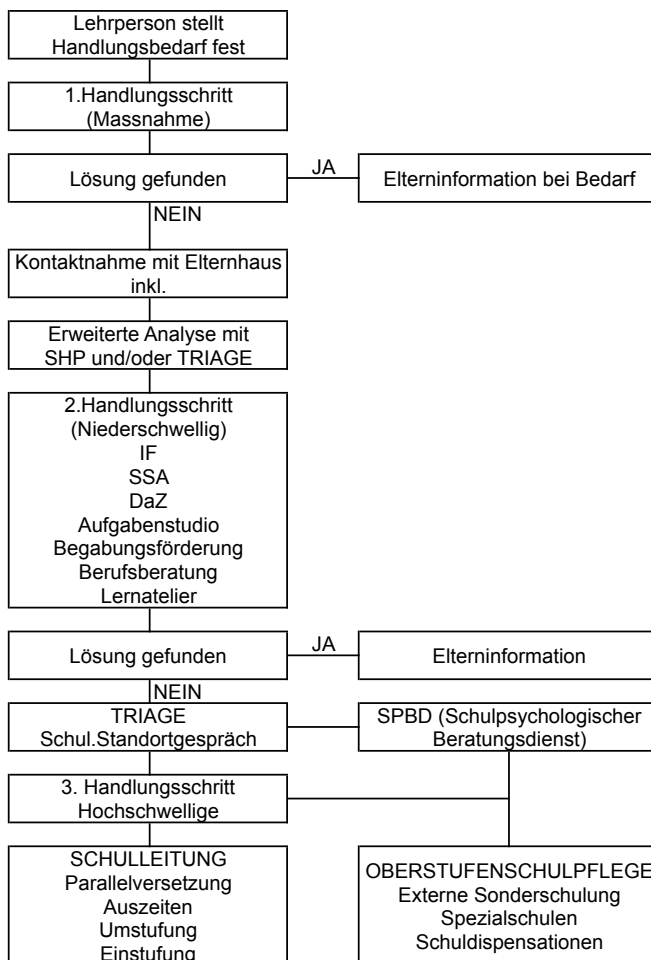 Lehrperson stellt
Handlungsbedarf fest
1.Handlungsschritt
(Massnahme)
Lösung gefunden
JA
Elterninformation bei Bedarf
NEIN
Kontaktnahme mit Elternhaus
inkl.
Erweiterte Analyse mit
SHP und/oder TRIAGE
2.Handlungsschritt
(Niederschwellig)
IF
SSA
DaZ
Aufgabenstudio
Begabungsförderung
Berufsberatung
Lernatelier
Lösung gefunden
JA
Elterninformation
NEIN
TRIAGE
Schul.Standortgespräch
SPBD (Schulpsychologischer
Beratungsdienst)
3. Handlungsschritt
Hochschwellige
SCHULLEITUNG
Parallelversetzung
Auszeiten
Umstufung
Einstufung
OBERSTUFENSCHULPFLEGE
Externe Sonderschulung
Spezialschulen
Schuldispensationen